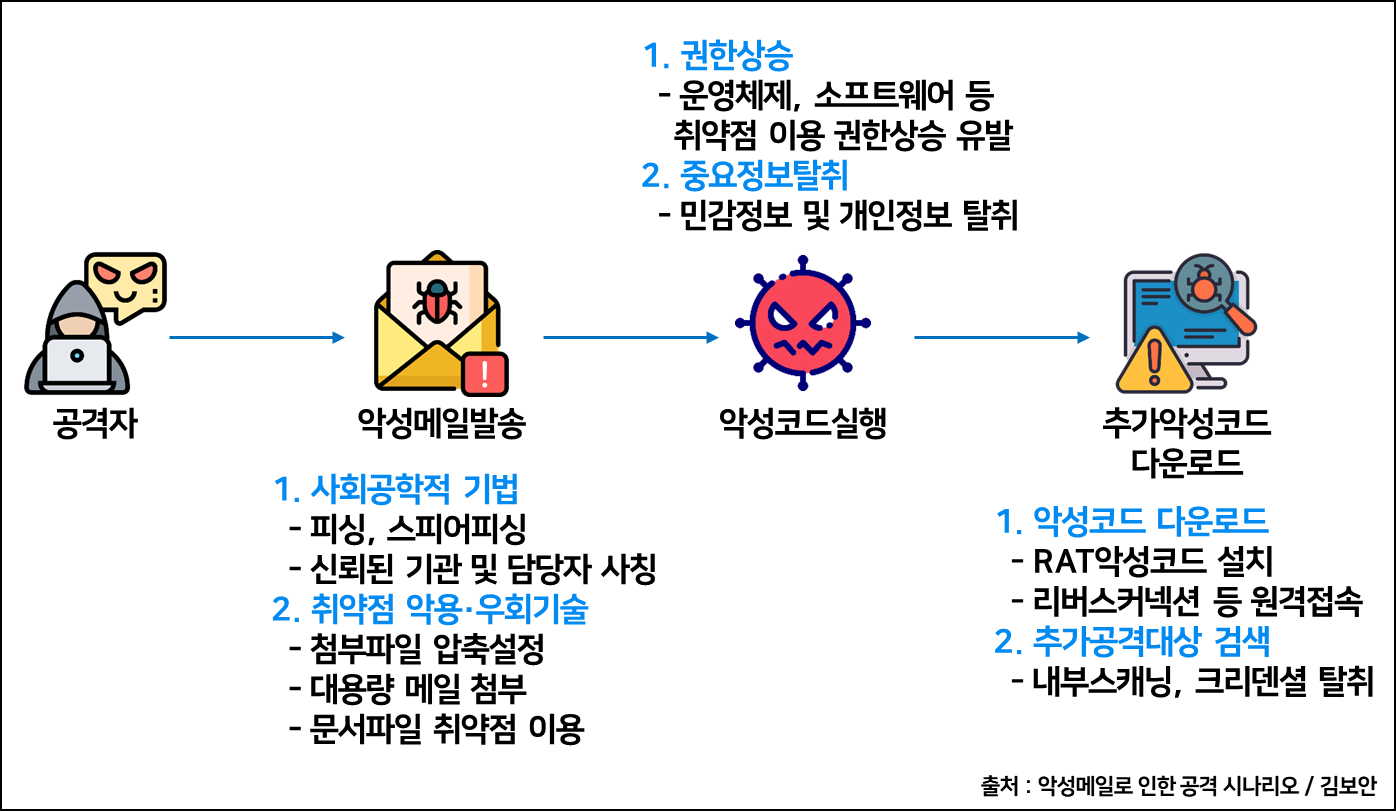 1. 권한상승
- 운영체제, 소프트웨어 등
취약점 이용 권한상승 유발
2. 중요정보탈취
- 민감정보 및 개인정보 탈취
공격자
악성메일발송
악성코드실행
추가악성코드
다운로드
1. 사회공학적 기법
- 피싱, 스피어피싱
- 신뢰된 기관 및 담당자 사칭
2. 취약점 악용·우회기술
- 첨부파일 압축설정
- 대용량 메일 첨부
- 문서파일 취약점 이용
1. 악성코드 다운로드
- RAT악성코드 설치
- 리버스커넥션 등 원격접속
2. 추가공격대상 검색
- 내부스캐닝, 크리덴셜 탈취
출처 : 악성메일로 인한 공격 시나리오 / 김보안